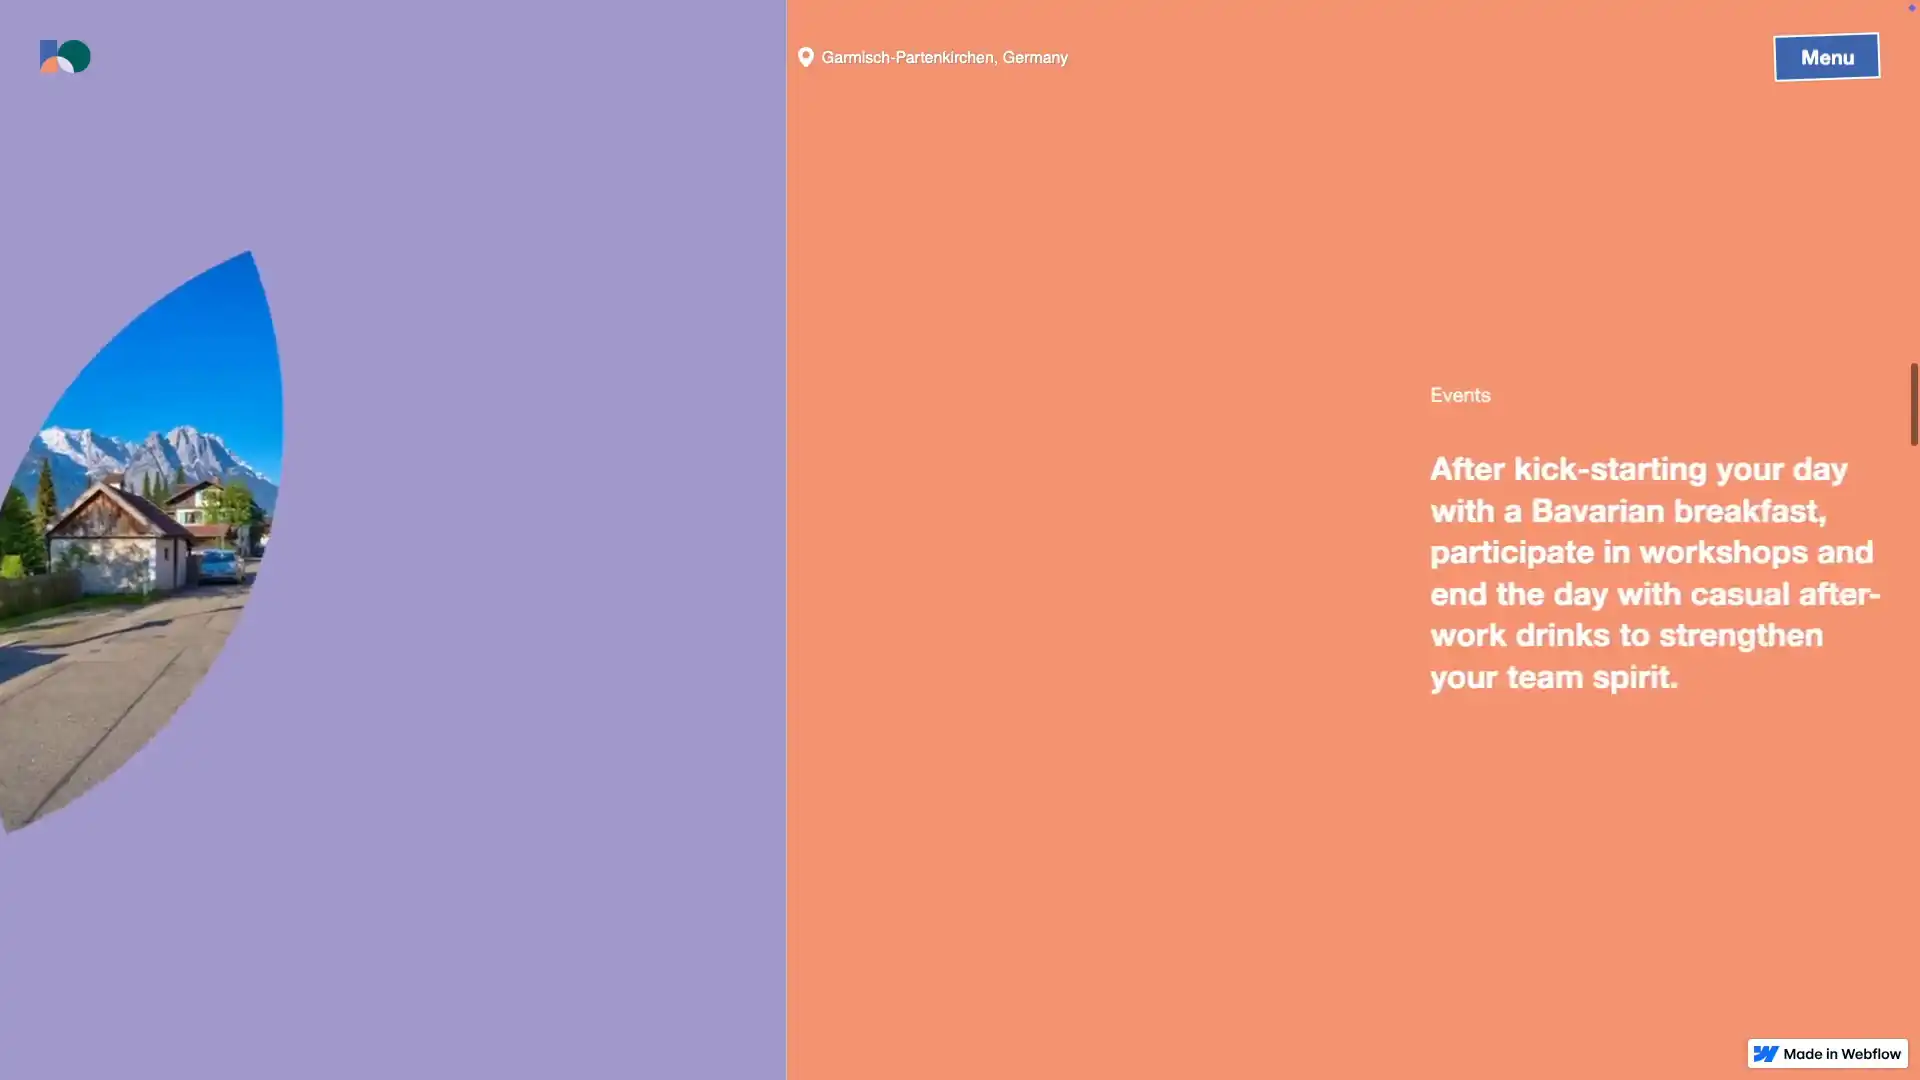 Garmisch-Partenkirchen, Germany
Menu
Events
After kick-starting your day
with a Bavarian breakfast,
participate in workshops and
end the day with casual after-
work drinks to strengthen
your team spirit.
Made in Webflow